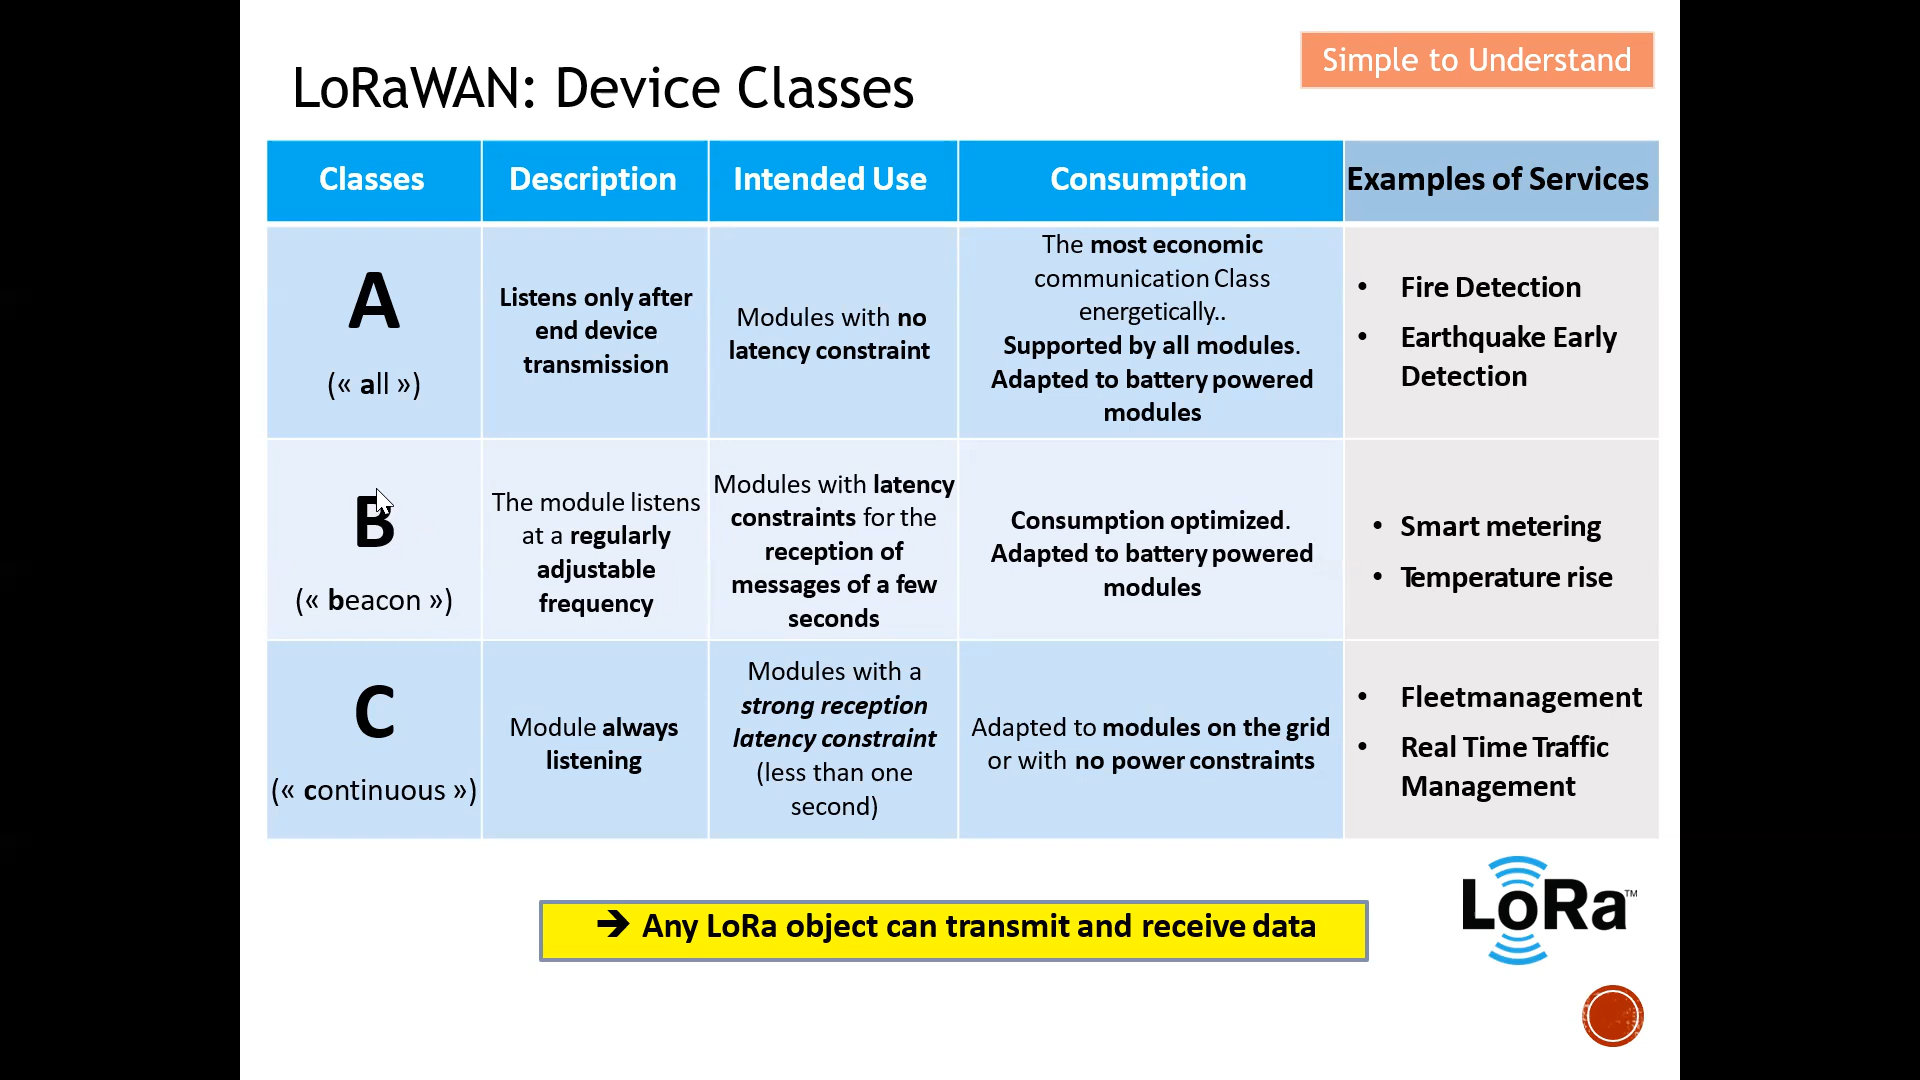 Simple to Understand
LoRaWAN: Device Classes
Classes
Description
Intended Use
Consumption
Examples of Services
A
(« all »)
Listens only after
end device
transmission
Modules with no
latency constraint
The most economic
communication Class
energetically..
Supported by all modules.
Adapted to battery powered
modules
• Fire Detection
• Earthquake Early
Detection
B
(« beacon »)
The module listens
at a regularly
adjustable
frequency
Modules with latency
constraints for the
reception of
messages of a few
seconds
Consumption optimized.
Adapted to battery powered
modules
• Smart metering
• Temperature rise
C
(« continuous »)
Module always
listening
Modules with a
strong reception
latency constraint
(less than one
second)
Adapted to modules on the grid
or with no power constraints
• Fleetmanagement
• Real Time Traffic
Management
➔ Any LoRa object can transmit and receive data
LoRa™